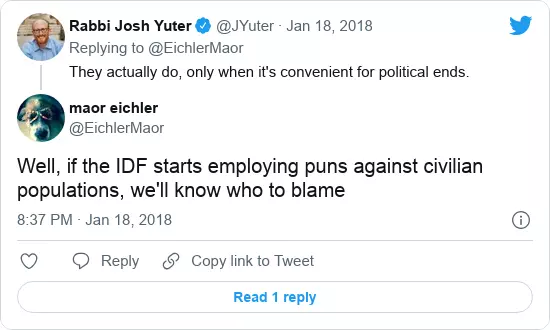 Rabbi Josh Yuter @JYuter · Jan 18, 2018
Replying to @EichlerMaor
They actually do, only when it's convenient for political ends.
maor eichler
@EichlerMaor
Well, if the IDF starts employing puns against civilian
populations, we'll know who to blame
8:37 PM · Jan 18, 2018
Reply Copy link to Tweet
Read 1 reply